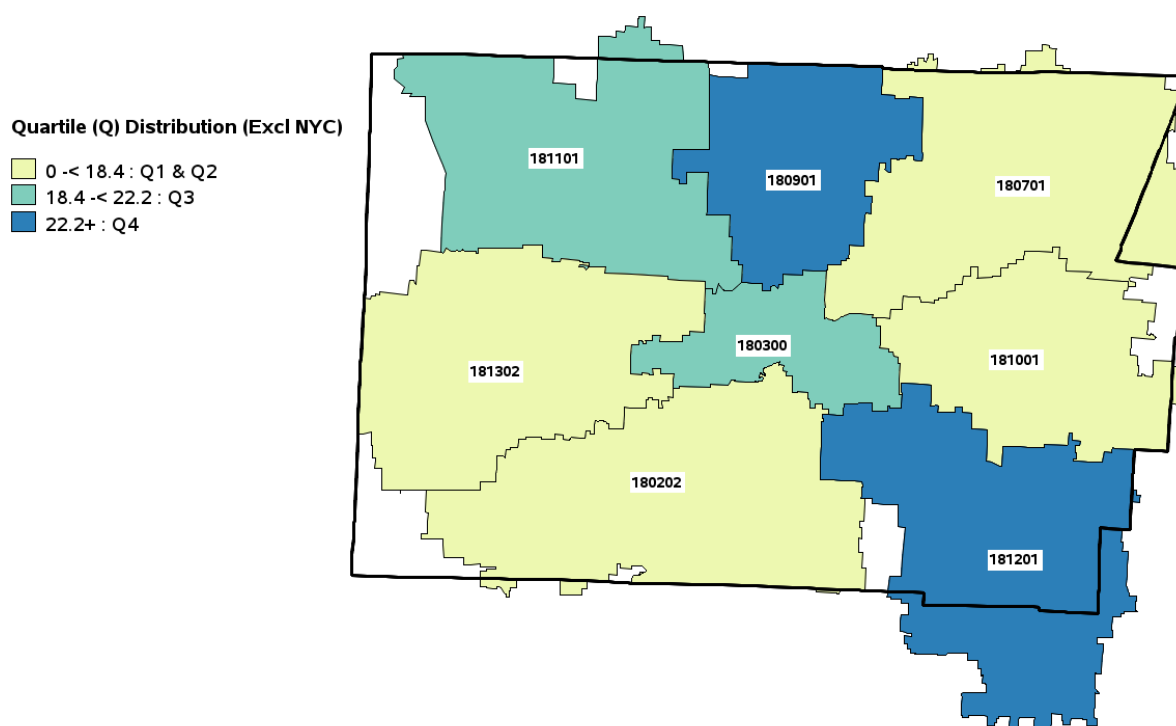 Quartile (Q) Distribution (Excl NYC)
0 -< 18.4 : Q1 & Q2
18.4 -< 22.2 : Q3
22.2+ : Q4
181101
180901
180701
180300
181001
181302
180202
181201